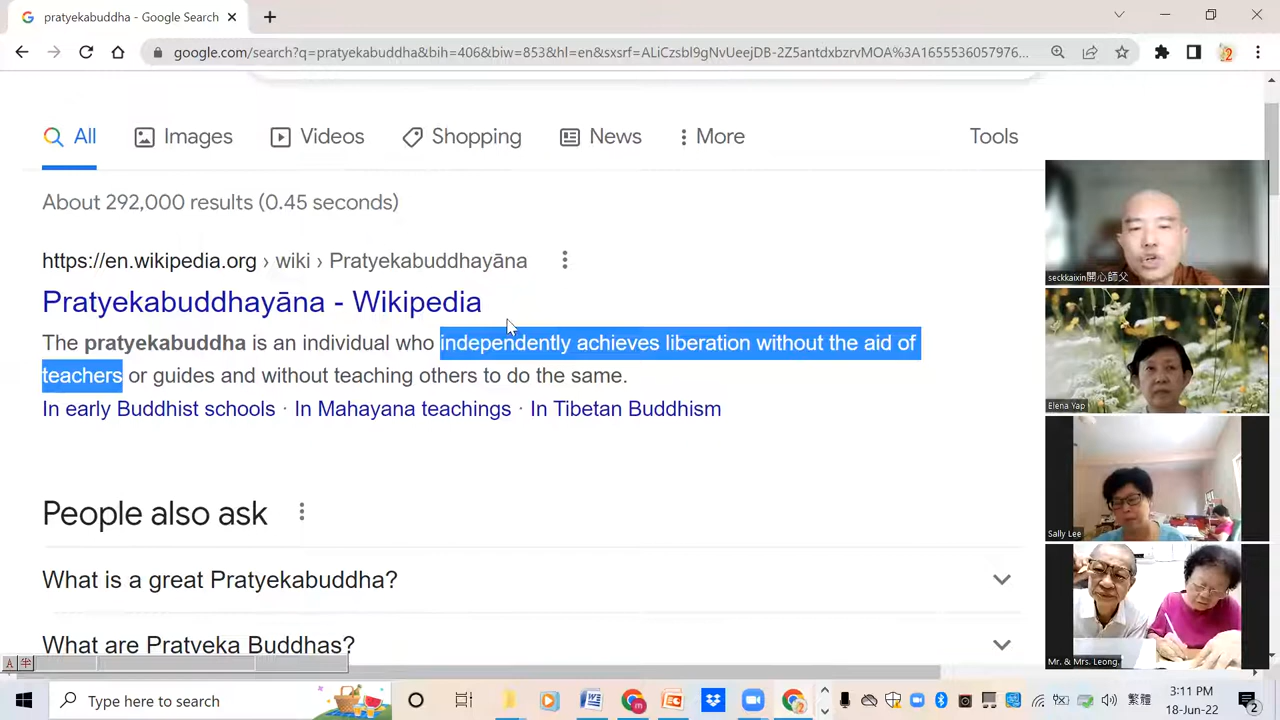 pratyekabuddha - Google Search
google.com/search?q=pratyekabuddha&bih=406&biw=853&hl=en&sxsrf=ALiCzsbl9gNvUeejDB-2Z5antdxbzrvMOA%3A1655536057976...
All Images Videos Shopping News More Tools
About 292,000 results (0.45 seconds)
https://en.wikipedia.org › wiki › Pratyekabuddhayāna
Pratyekabuddhayāna - Wikipedia
The pratyekabuddha is an individual who independently achieves liberation without the aid of
teachers or guides and without teaching others to do the same.
In early Buddhist schools · In Mahayana teachings · In Tibetan Buddhism
People also ask
What is a great Pratyekabuddha?
What are Pratyeka Buddhas?
seckkaixin開心師父
Elena Yap
Sally Lee
Mr. & Mrs. Leong.
A 半
Type here to search
繁體
3:11 PM
18-Jun-22
2